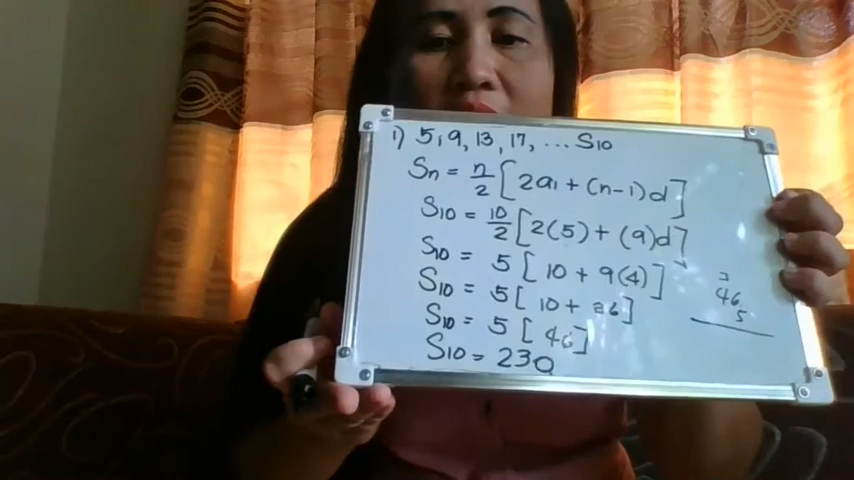 1) 5, 9, 13, 17, ... S10
Sn = n/2 [2a1 + (n-1)d]
S10 = 10/2 [2(5) + (9)d]
S10 = 5 [10 + 9(4)]
S10 = 5 [10 + 36]
S10 = 5 [46]
S10 = 230
3
46
5